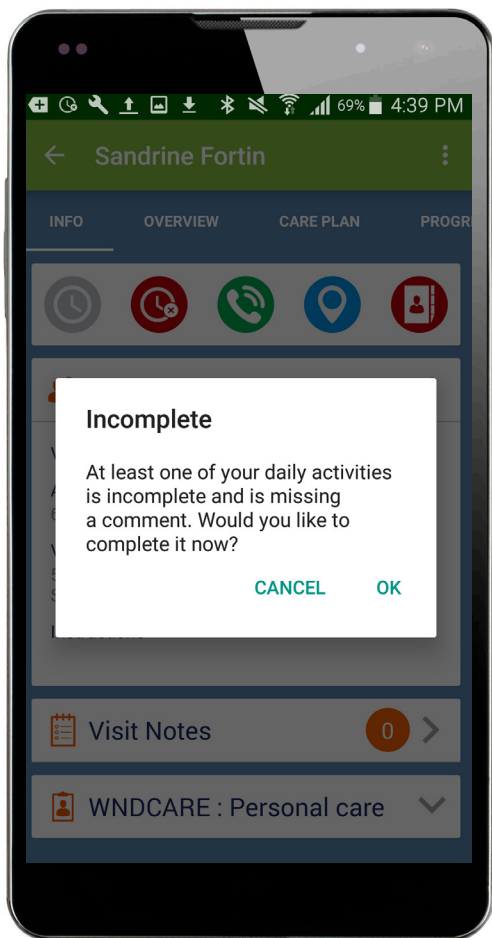 69% 4:39 PM
Sandrine Fortin
INFO OVERVIEW CARE PLAN PROGR
Incomplete
At least one of your daily activities
is incomplete and is missing
a comment. Would you like to
complete it now?
CANCEL OK
Visit Notes 0
WNDCARE : Personal care